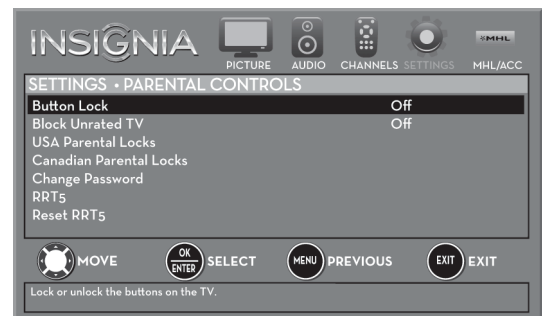 INSIGNIA
PICTURE AUDIO CHANNELS SETTINGS MHL MHL/ACC
SETTINGS • PARENTAL CONTROLS
Button Lock Off
Block Unrated TV Off
USA Parental Locks
Canadian Parental Locks
Change Password
RRT5
Reset RRT5
MOVE OK ENTER SELECT MENU PREVIOUS EXIT EXIT
Lock or unlock the buttons on the TV.